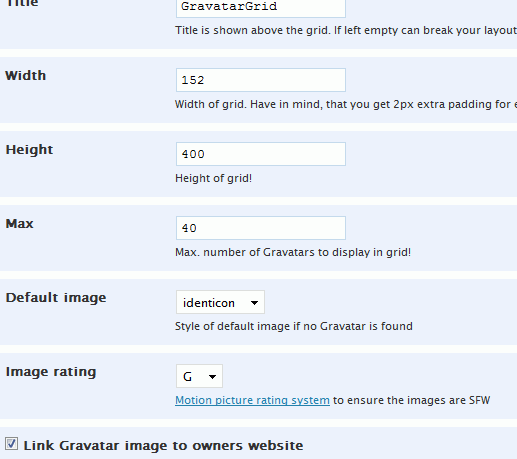 Title
GravatarGrid
Title is shown above the grid. If left empty can break your layout
Width
152
Width of grid. Have in mind, that you get 2px extra padding for
Height
400
Height of grid!
Max
40
Max. number of Gravatars to display in grid!
Default image
identicon
Style of default image if no Gravatar is found
Image rating
G
Motion picture rating system to ensure the images are SFW
Link Gravatar image to owners website